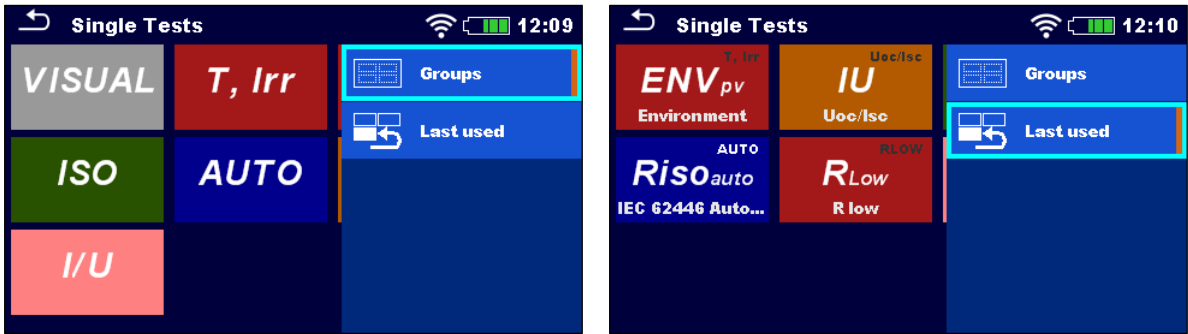 Single Tests 12:09
VISUAL T, Irr Groups
Last used
ISO AUTO
I/U
Single Tests 12:10
T, Irr Uoc/Isc
ENVpv IU Groups
Environment Uoc/Isc
Last used
AUTO RLOW
Risoauto RLow
IEC 62446 Auto... R low